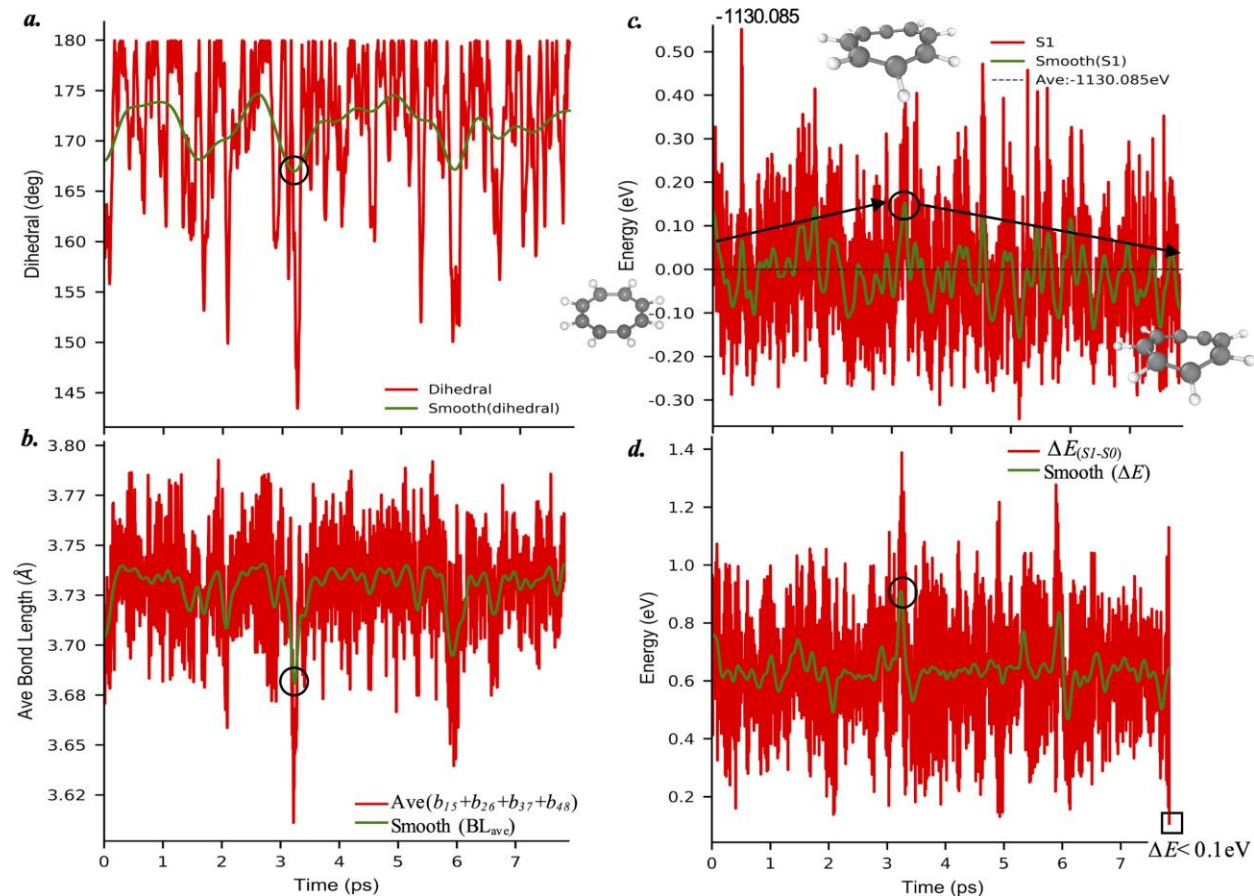 a.
180
175
170
165
160
155
150
145
Dihedral (deg)
Dihedral
Smooth(dihedral)
b.
3.80
3.77
3.75
3.73
3.70
3.68
3.65
3.62
Ave Bond Length (Å)
Ave(b15+b26+b37+b48)
Smooth (BLave)
0 1 2 3 4 5 6 7
Time (ps)
c.
-1130.085
0.50
0.40
0.30
0.20
0.10
0.00
-0.10
-0.20
-0.30
Energy (eV)
S1
Smooth(S1)
Ave:-1130.085eV
d.
1.4
1.2
1.0
0.8
0.6
0.4
0.2
Energy (eV)
ΔE(S1-S0)
Smooth (ΔE)
ΔE< 0.1eV
0 1 2 3 4 5 6 7
Time (ps)